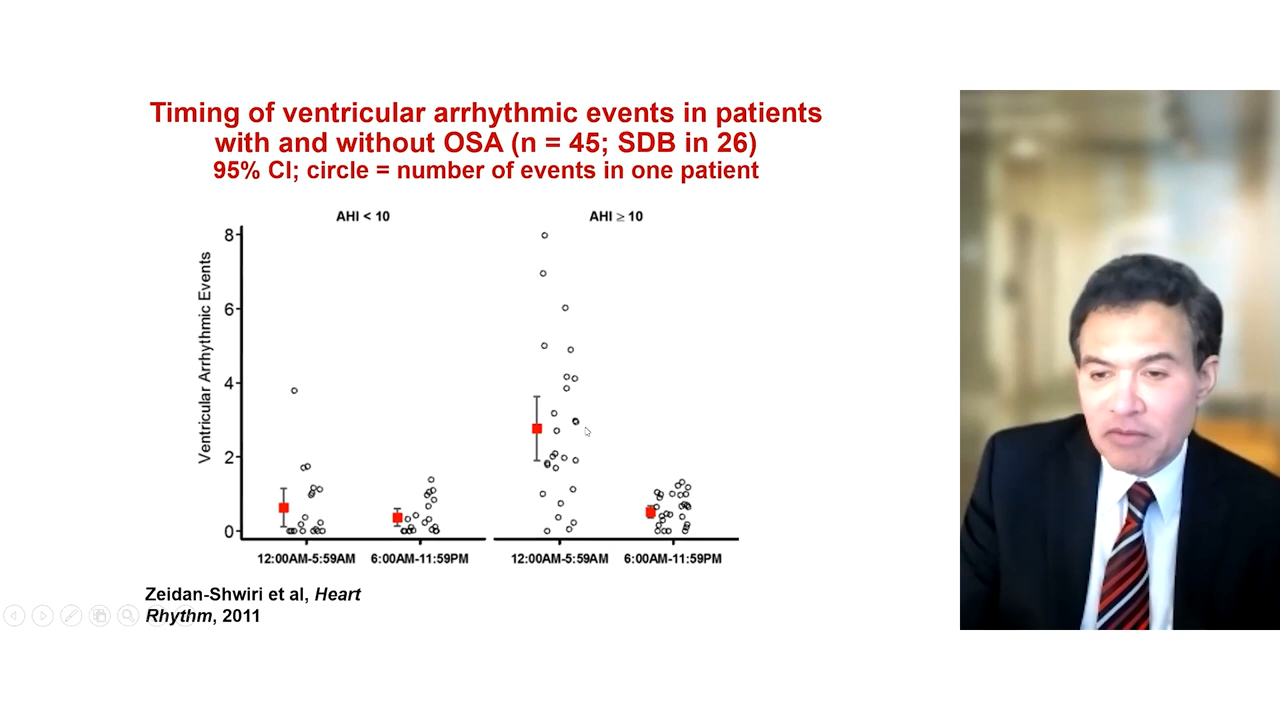 Timing of ventricular arrhythmic events in patients
with and without OSA (n = 45; SDB in 26)
95% CI; circle = number of events in one patient
AHI < 10
AHI ≥ 10
Ventricular Arrhythmic Events
8
6
4
2
0
12:00AM-5:59AM
6:00AM-11:59PM
12:00AM-5:59AM
6:00AM-11:59PM
Zeidan-Shwiri et al, Heart
Rhythm, 2011